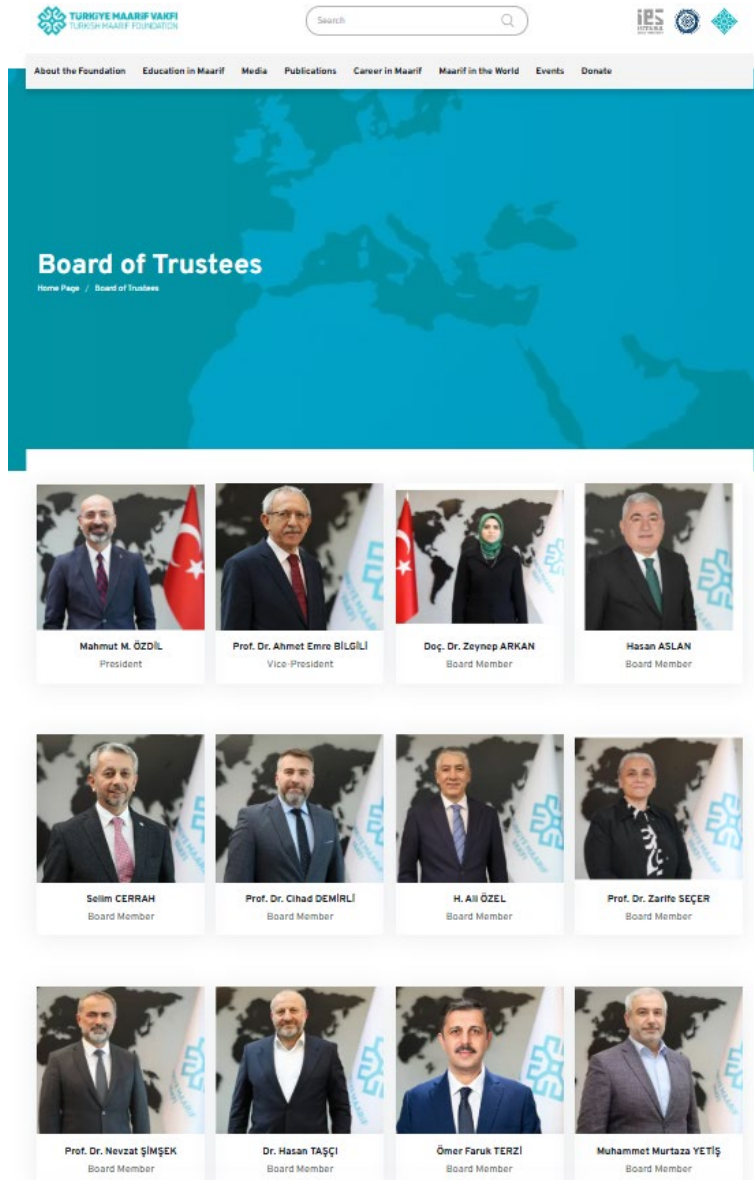 TÜRKİYE MAARİF VAKFI
TURKISH MAARIF FOUNDATION
Search
About the Foundation Education in Maarif Media Publications Career in Maarif Maarif in the World Events Donate
Board of Trustees
Home Page / Board of Trustees
Mahmut M. ÖZDİL
President
Prof. Dr. Ahmet Emre BİLGİLİ
Vice-President
Doç. Dr. Zeynep ARKAN
Board Member
Hasan ASLAN
Board Member
Selim CERRAH
Board Member
Prof. Dr. Cihad DEMİRLİ
Board Member
H. Ali ÖZEL
Board Member
Prof. Dr. Zarife SEÇER
Board Member
Prof. Dr. Nevzat ŞİMŞEK
Board Member
Dr. Hasan TAŞÇI
Board Member
Ömer Faruk TERZİ
Board Member
Muhammet Murtaza YETİŞ
Board Member